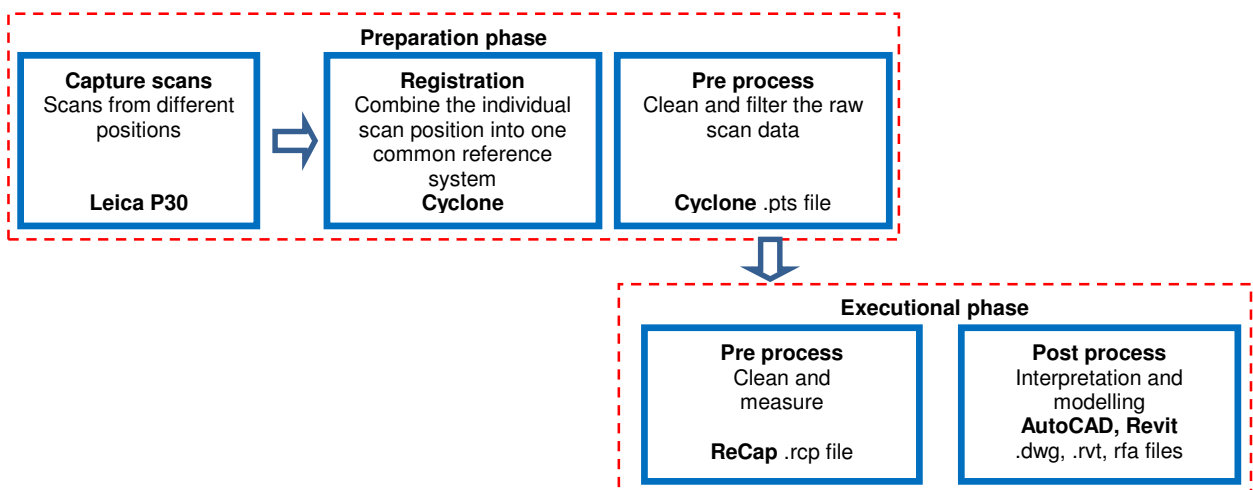 Preparation phase
Capture scans
Scans from different
positions
Leica P30
Registration
Combine the individual
scan position into one
common reference
system
Cyclone
Pre process
Clean and filter the raw
scan data
Cyclone .pts file
Executional phase
Pre process
Clean and
measure
ReCap .rcp file
Post process
Interpretation and
modelling
AutoCAD, Revit
.dwg, .rvt, rfa files